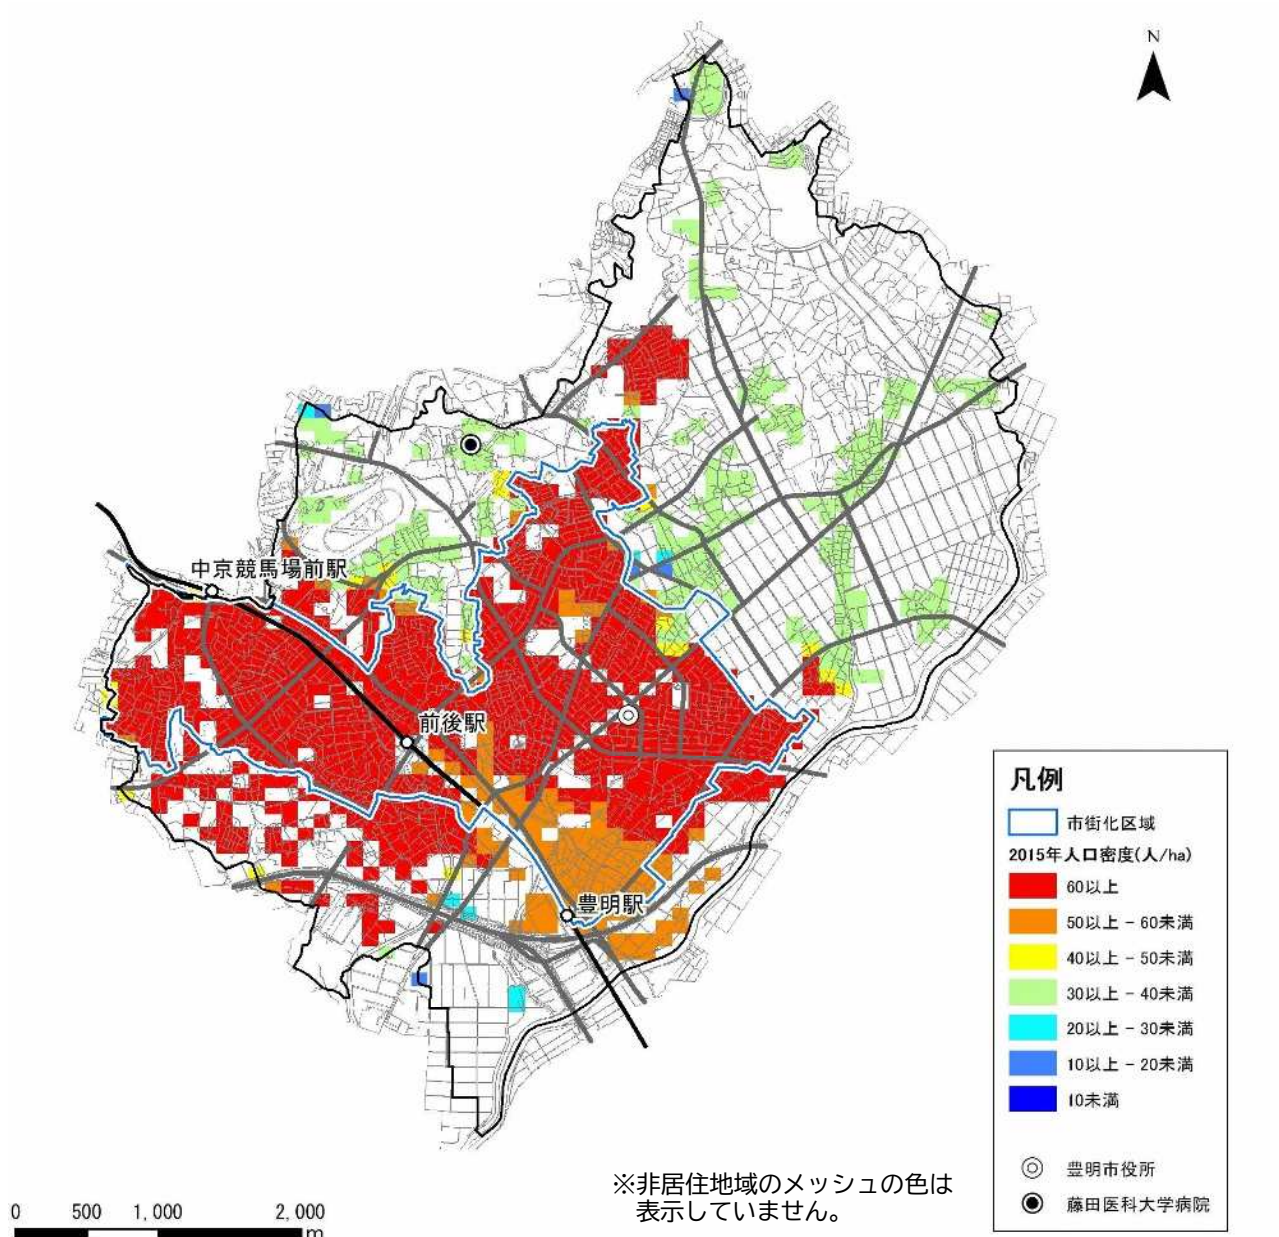 N
中京競馬場前駅
前後駅
豊明駅
凡例
市街化区域
2015年人口密度(人/ha)
60以上
50以上 - 60未満
40以上 - 50未満
30以上 - 40未満
20以上 - 30未満
10以上 - 20未満
10未満
豊明市役所
藤田医科大学病院
※非居住地域のメッシュの色は
表示していません。
0 500 1,000 2,000
m